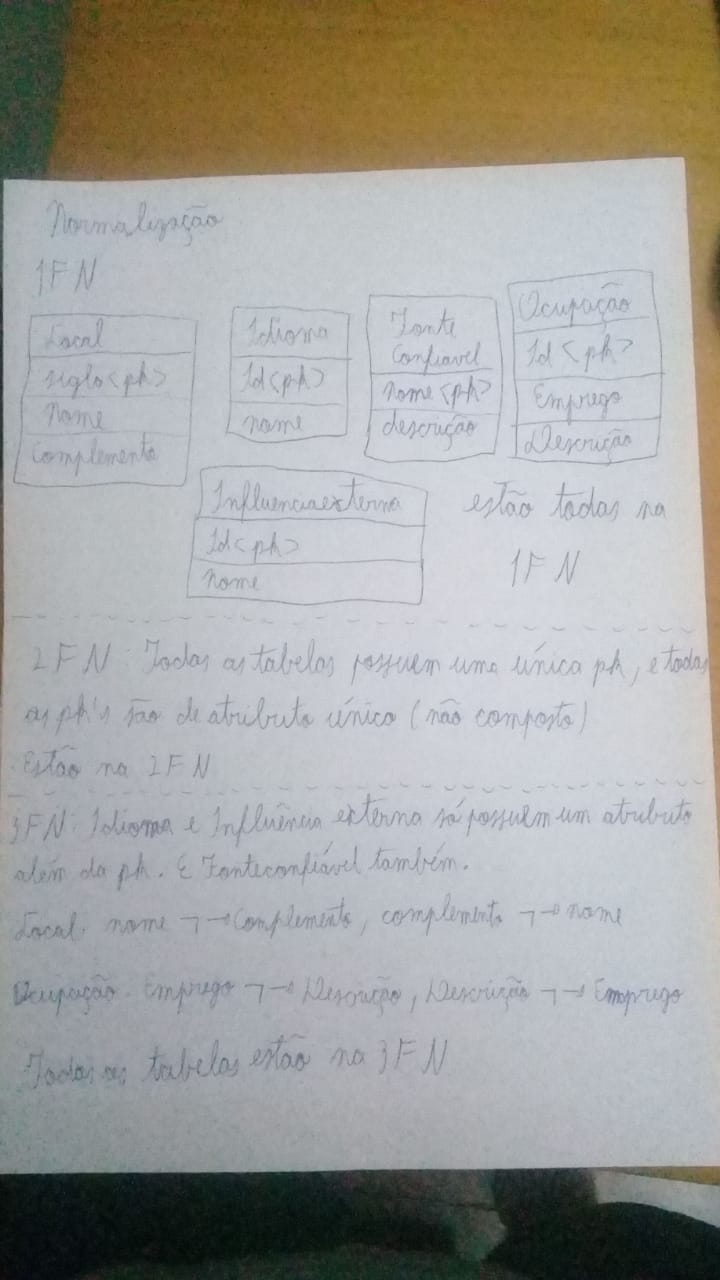 Normalização
1FN
Local
sigla<pk>
Nome
Complemento
Idioma
Id<pk>
nome
Fonte
Confiavel
nome<pk>
descrição
Ocupação
Id<pk>
Emprego
Descrição
Influenciaexterna
Id<pk>
nome
estão todas na
1FN
2FN: Todas as tabelas possuem uma única pk, e todas
as pk's são de atributo único (não composto)
Estão na 2FN
3FN: Idioma e Influência externa só possuem um atributo
além da pk. E Fonteconfiável também.
Local: nome ¬→ Complemento, complemento ¬→ nome
Ocupação. Emprego ¬→ Descrição, Descrição ¬→ Emprego
Todas as tabelas estão na 3FN